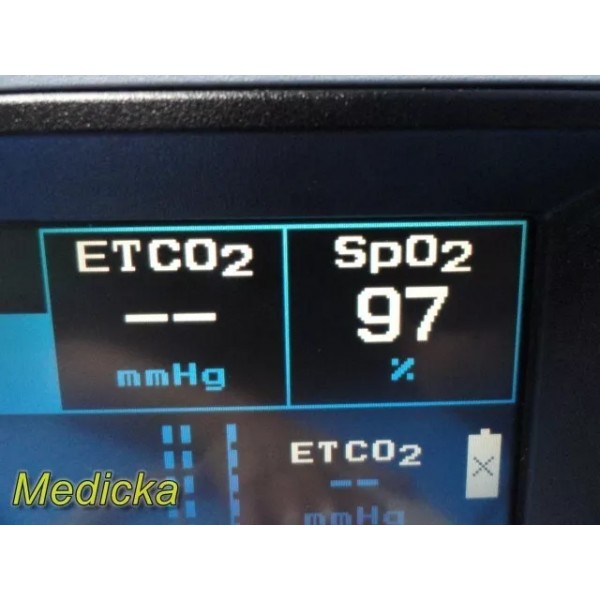 ETCO2 SpO2
-- 97
mmHg %
ETCO2
--
mmHg
Medicka